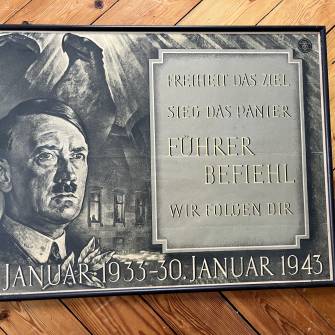 FREIHEIT DAS ZIEL
SIEG DAS PANIER
FÜHRER
BEFIEHL
WIR FOLGEN DIR
JANUAR 1933–30. JANUAR 1943